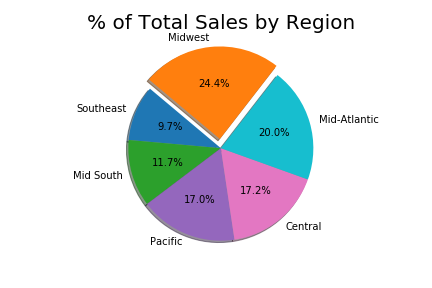 % of Total Sales by Region
Midwest
24.4%
Southeast
9.7%
Mid-Atlantic
20.0%
Mid South
11.7%
17.0%
17.2%
Central
Pacific